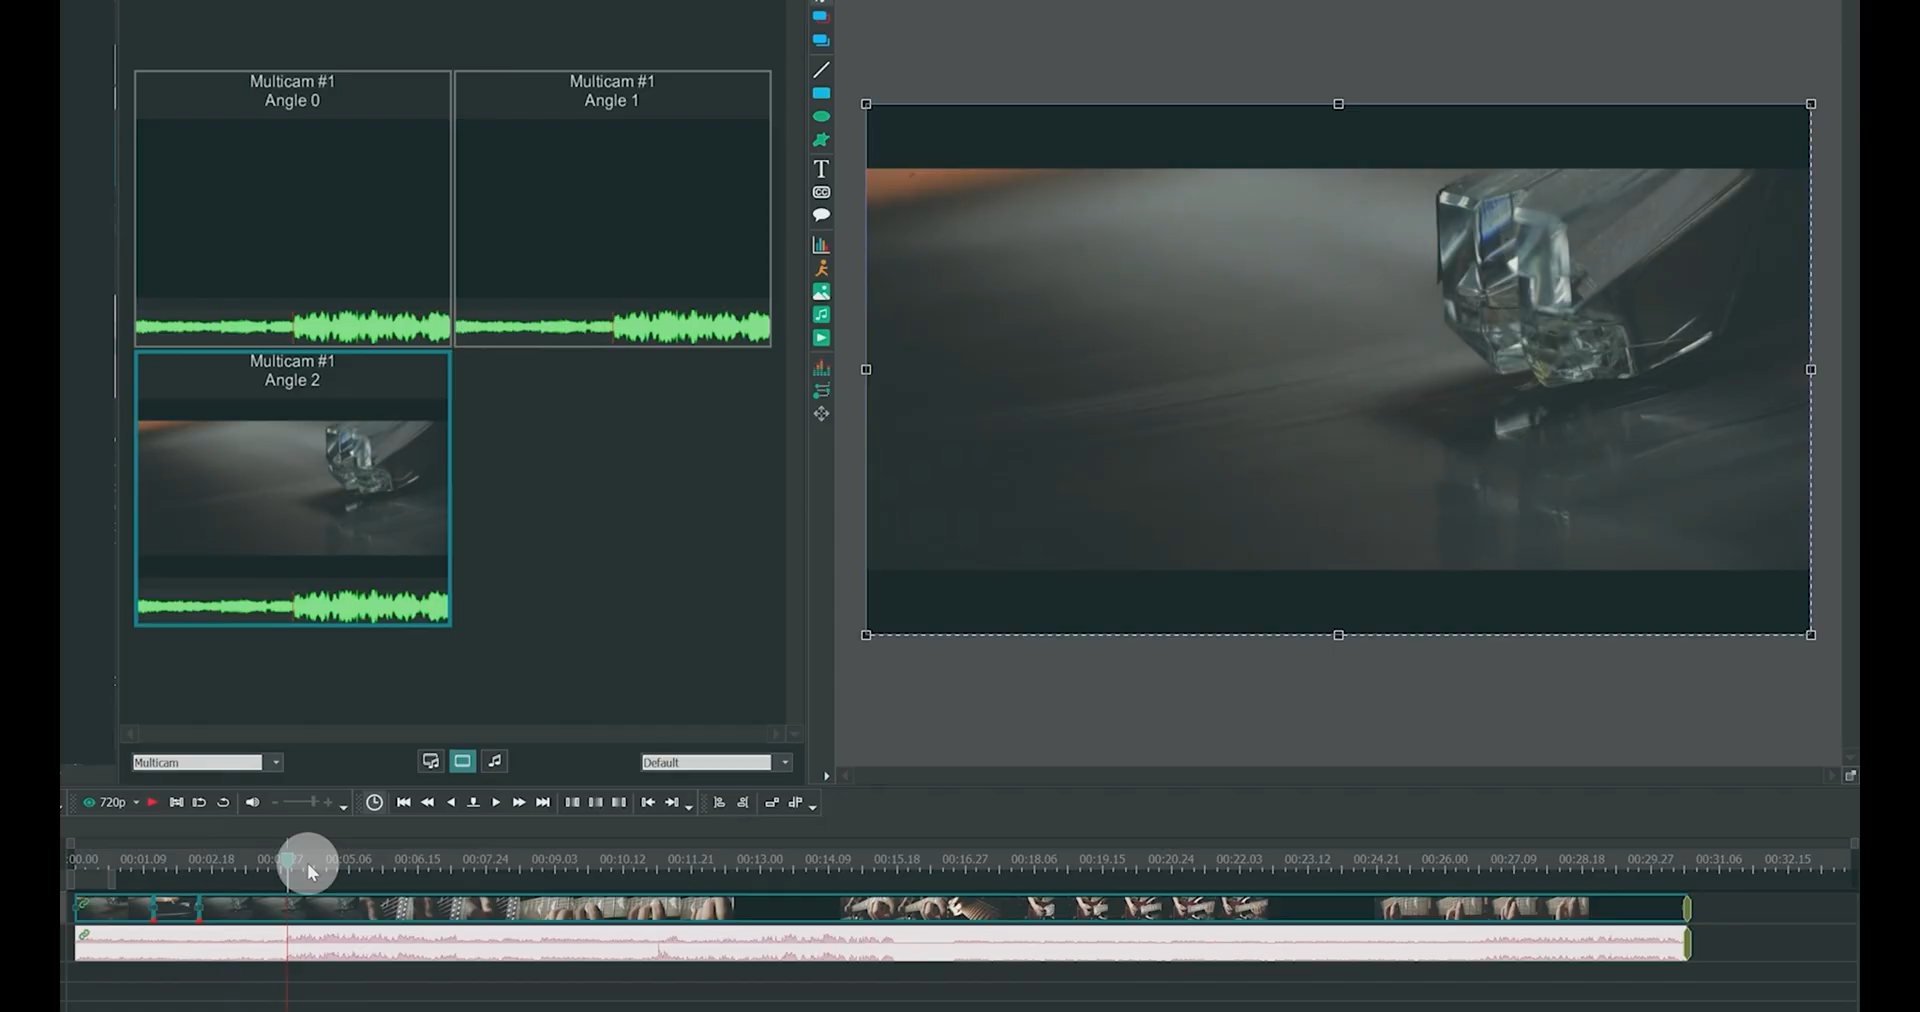 Multicam #1
Angle 0
Multicam #1
Angle 1
Multicam #1
Angle 2
T
CC
Multicam
Default
720p
:00.00 00:01.09 00:02.18 27 00:05.06 00:06.15 00:07.24 00:09.03 00:10.12 00:11.21 00:13.00 00:14.09 00:15.18 00:16.27 00:18.06 00:19.15 00:20.24 00:22.03 00:23.12 00:24.21 00:26.00 00:27.09 00:28.18 00:29.27 00:31.06 00:32.15